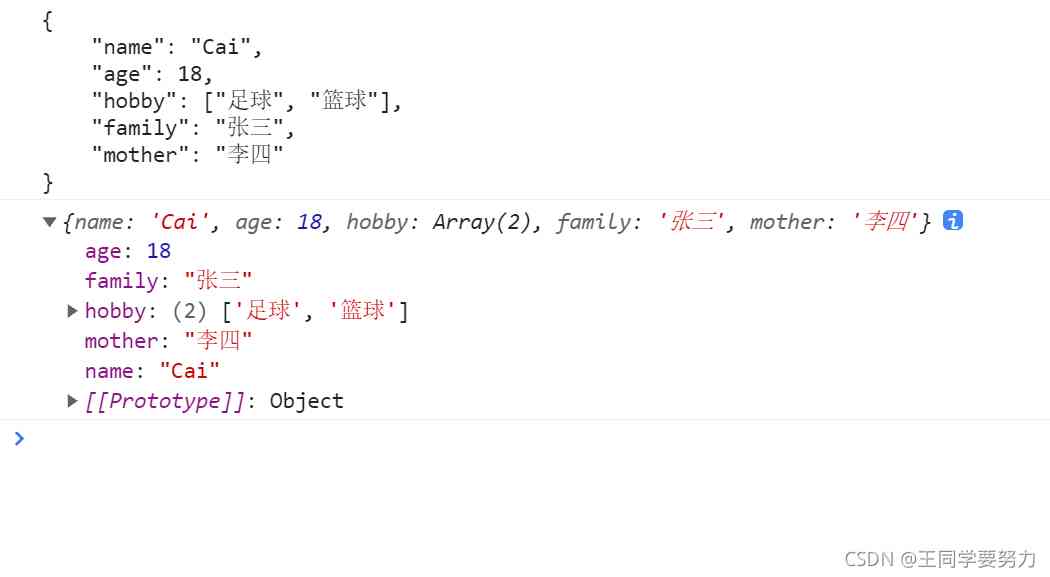 {
"name": "Cai",
"age": 18,
"hobby": ["足球", "篮球"],
"family": "张三",
"mother": "李四"
}
{name: 'Cai', age: 18, hobby: Array(2), family: '张三', mother: '李四'} i
age: 18
family: "张三"
hobby: (2) ['足球', '篮球']
mother: "李四"
name: "Cai"
[[Prototype]]: Object
CSDN @王同学要努力